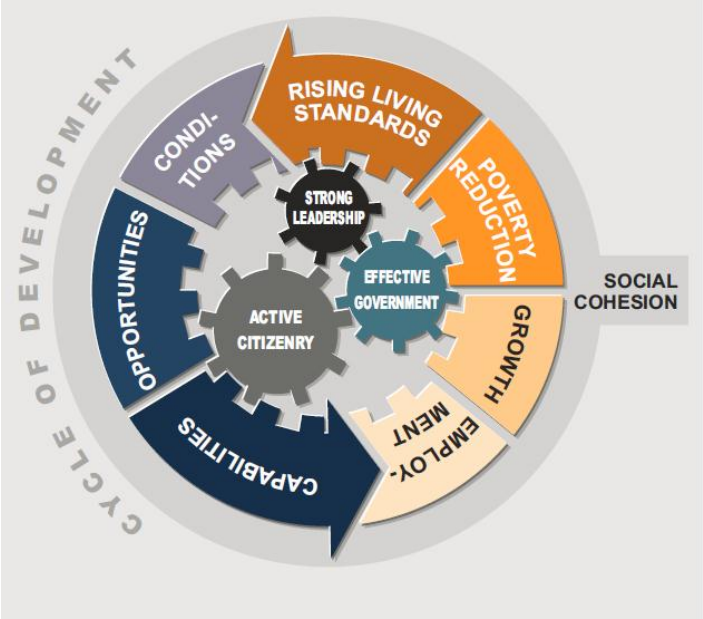 CYCLE OF DEVELOPMENT
RISING LIVING
STANDARDS
POVERTY
REDUCTION
GROWTH
EMPLOY-
MENT
CAPABILITIES
OPPORTUNITIES
CONDI-
TIONS
STRONG
LEADERSHIP
EFFECTIVE
GOVERNMENT
ACTIVE
CITIZENRY
SOCIAL
COHESION